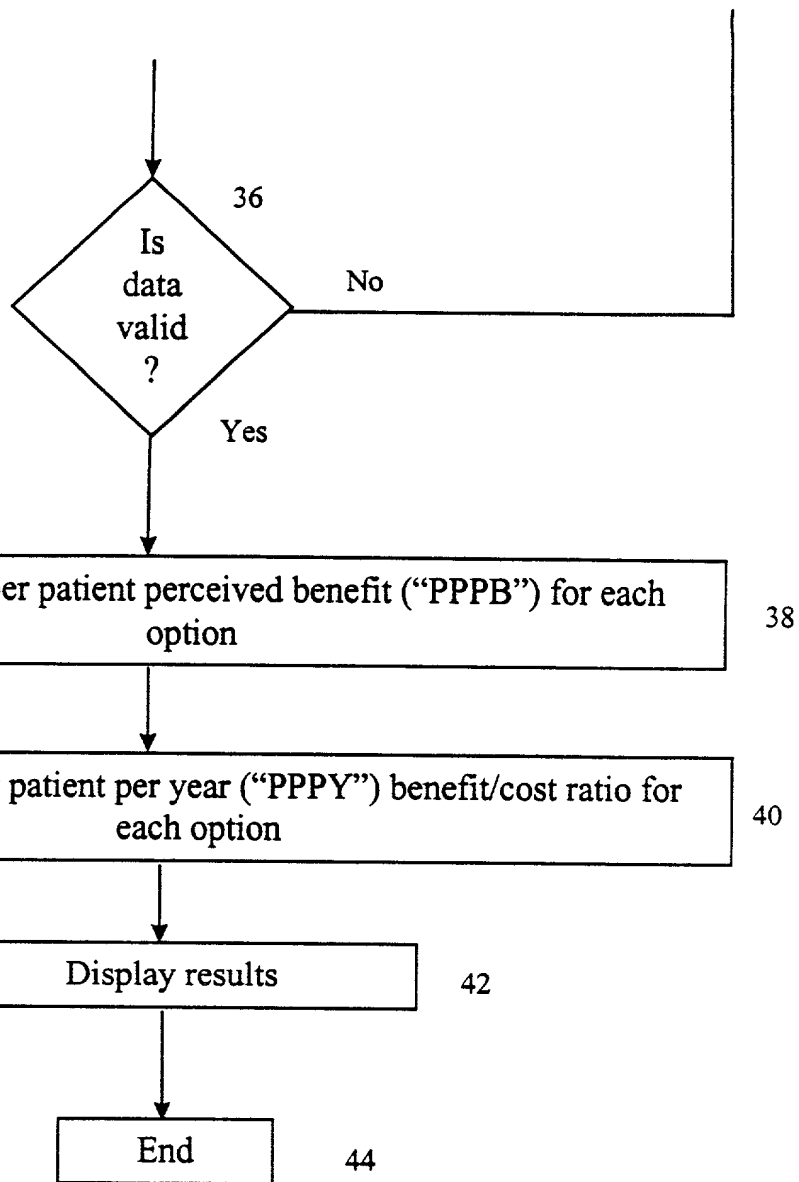 36
Is
data
valid
?
No
Yes
er patient perceived benefit (“PPPB”) for each
option
38
patient per year (“PPPY”) benefit/cost ratio for
each option
40
Display results
42
End
44